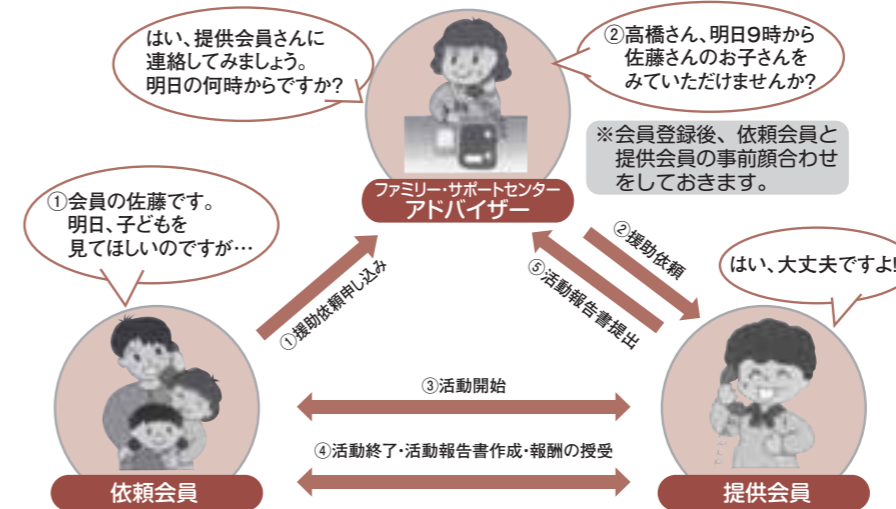 はい、提供会員さんに
連絡してみましょう。
明日の何時からですか?
②高橋さん、明日9時から
佐藤さんのお子さんを
みていただけませんか?
※会員登録後、依頼会員と
提供会員の事前顔合わせ
をしておきます。
ファミリー・サポートセンター
アドバイザー
①会員の佐藤です。
明日、子どもを
見てほしいのですが…
①援助依頼申し込み
②援助依頼
⑤活動報告書提出
はい、大丈夫ですよ!
③活動開始
④活動終了・活動報告書作成・報酬の授受
依頼会員
提供会員